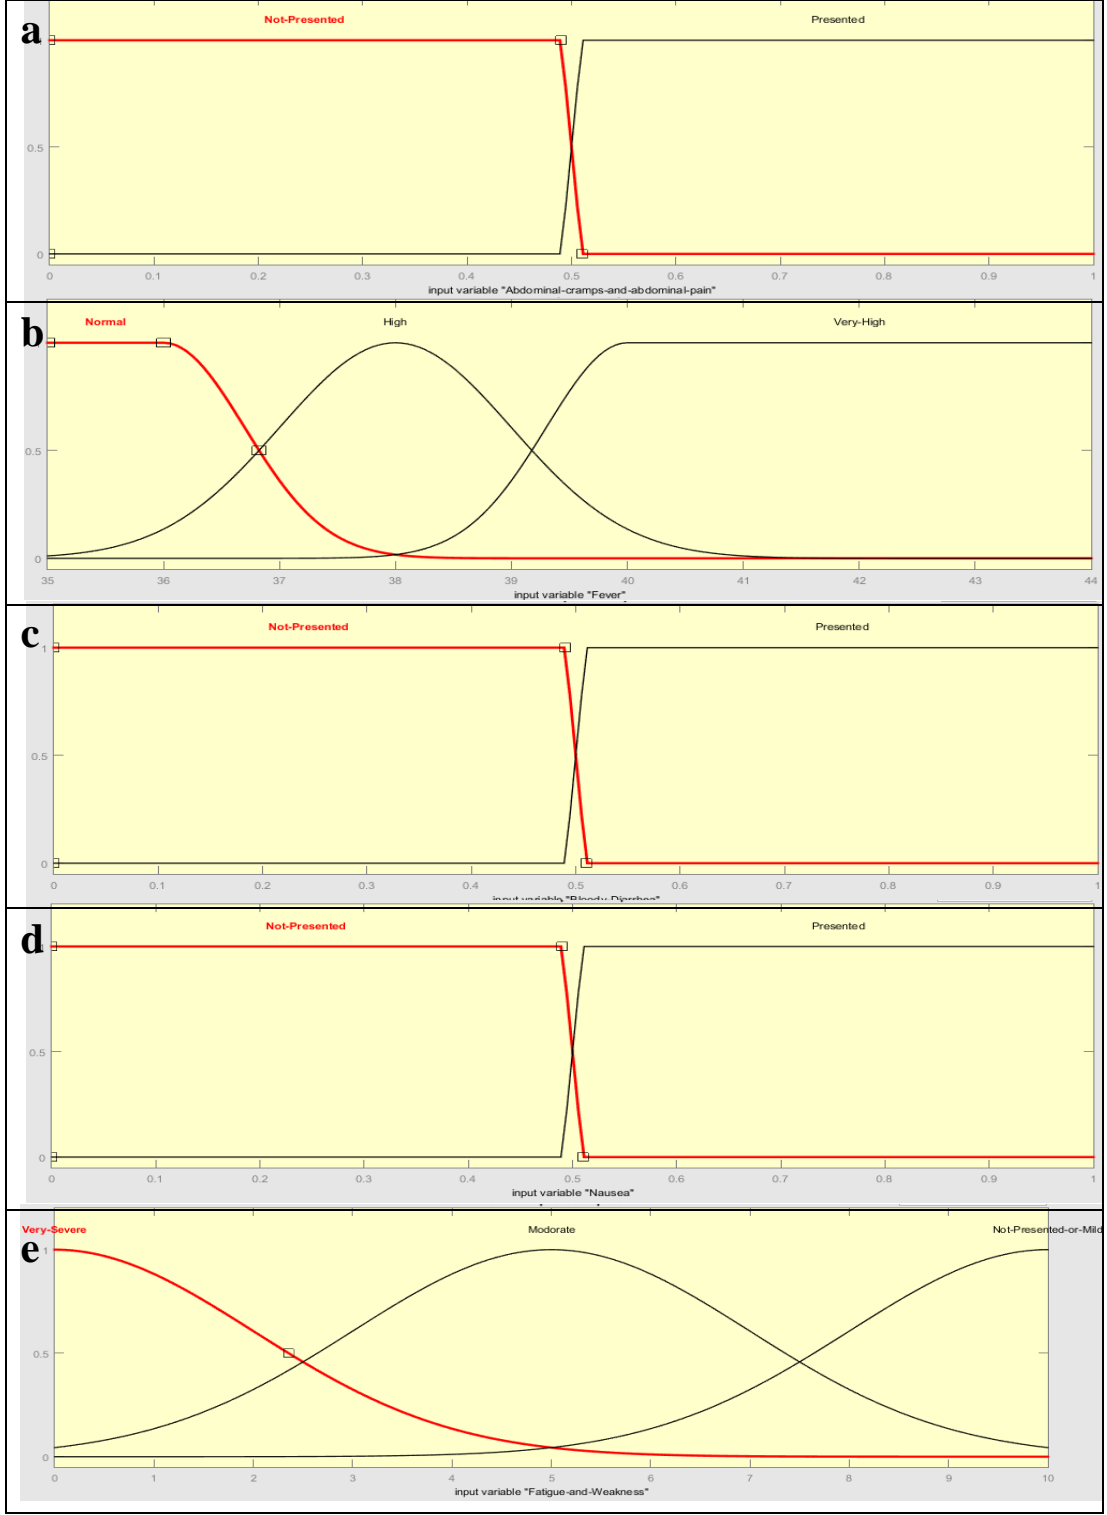 a
Not-Presented Presented
0.5
0
0 0.1 0.2 0.3 0.4 0.5 0.6 0.7 0.8 0.9 1
input variable "Abdominal-cramps-and-abdominal-pain"
b
Normal High Very-High
0.5
0
35 36 37 38 39 40 41 42 43 44
input variable "Fever"
c
Not-Presented Presented
1
0.5
0
0 0.1 0.2 0.3 0.4 0.5 0.6 0.7 0.8 0.9 1
input variable "Bloody-Diarrhea"
d
Not-Presented Presented
0.5
0
0 0.1 0.2 0.3 0.4 0.5 0.6 0.7 0.8 0.9 1
input variable "Nausea"
e
Very-Severe Modorate Not-Presented-or-Mild
1
0.5
0
0 1 2 3 4 5 6 7 8 9 10
input variable "Fatigue-and-Weakness"